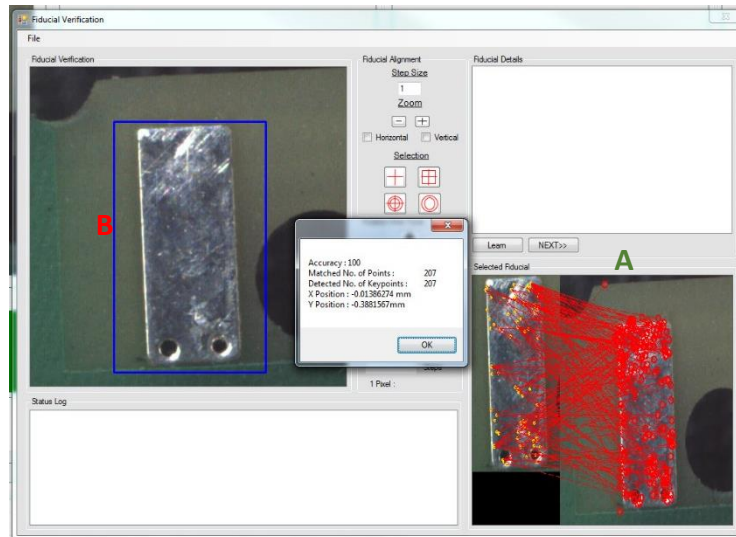 Fiducial Verification
File
Fiducial Verification
B
Fiducial Alignment
Step Size
1
Zoom
Horizontal
Vertical
Selection
Fiducial Details
Accuracy : 100
Matched No. of Points : 207
Detected No. of Keypoints : 207
X Position : -0.01386274 mm
Y Position : -0.3881567mm
OK
1 Pixel :
Learn
NEXT>>
A
Selected Fiducial
Status Log